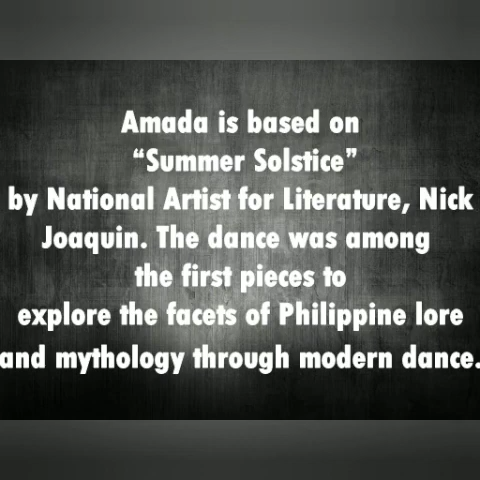 Amada is based on
“Summer Solstice”
by National Artist for Literature, Nick
Joaquin. The dance was among
the first pieces to
explore the facets of Philippine lore
and mythology through modern dance.